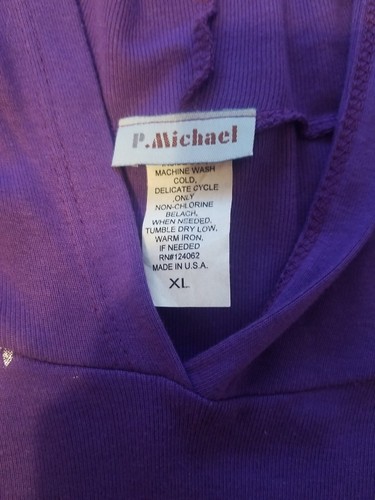 P.Michael
MACHINE WASH
COLD,
DELICATE CYCLE
,ONLY
NON-CHLORINE
BELACH,
WHEN NEEDED,
TUMBLE DRY LOW,
WARM IRON,
IF NEEDED
RN#124062
MADE IN U.S.A.
XL